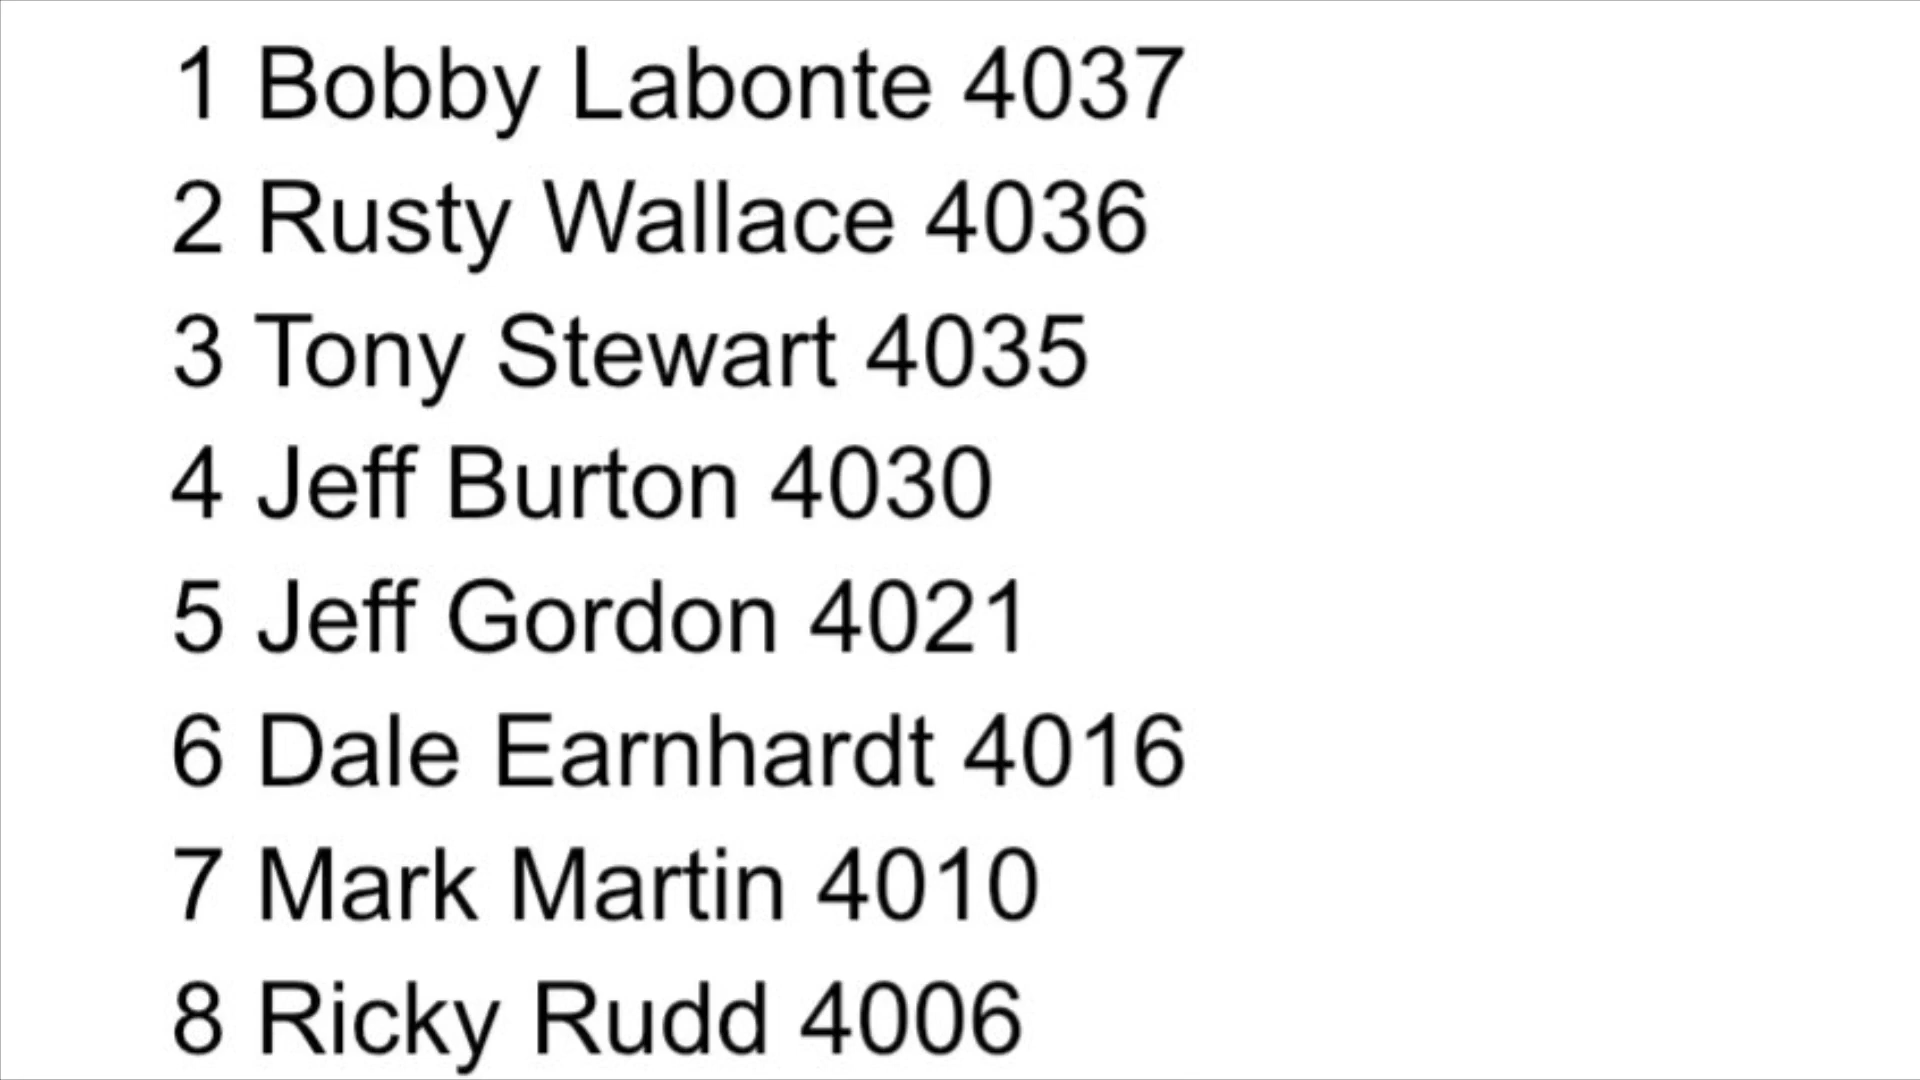 1 Bobby Labonte 4037
2 Rusty Wallace 4036
3 Tony Stewart 4035
4 Jeff Burton 4030
5 Jeff Gordon 4021
6 Dale Earnhardt 4016
7 Mark Martin 4010
8 Ricky Rudd 4006